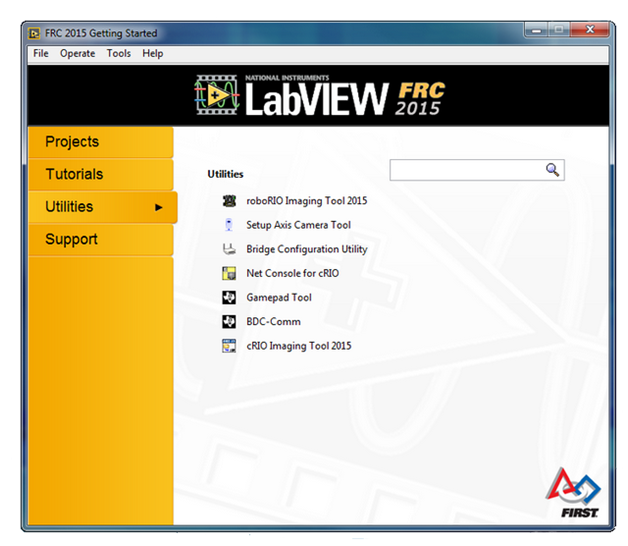 FRC 2015 Getting Started
File Operate Tools Help
NATIONAL INSTRUMENTS
LabVIEW FRC 2015
Projects
Tutorials
Utilities
Support
Utilities
roboRIO Imaging Tool 2015
Setup Axis Camera Tool
Bridge Configuration Utility
Net Console for cRIO
Gamepad Tool
BDC-Comm
cRIO Imaging Tool 2015
FIRST